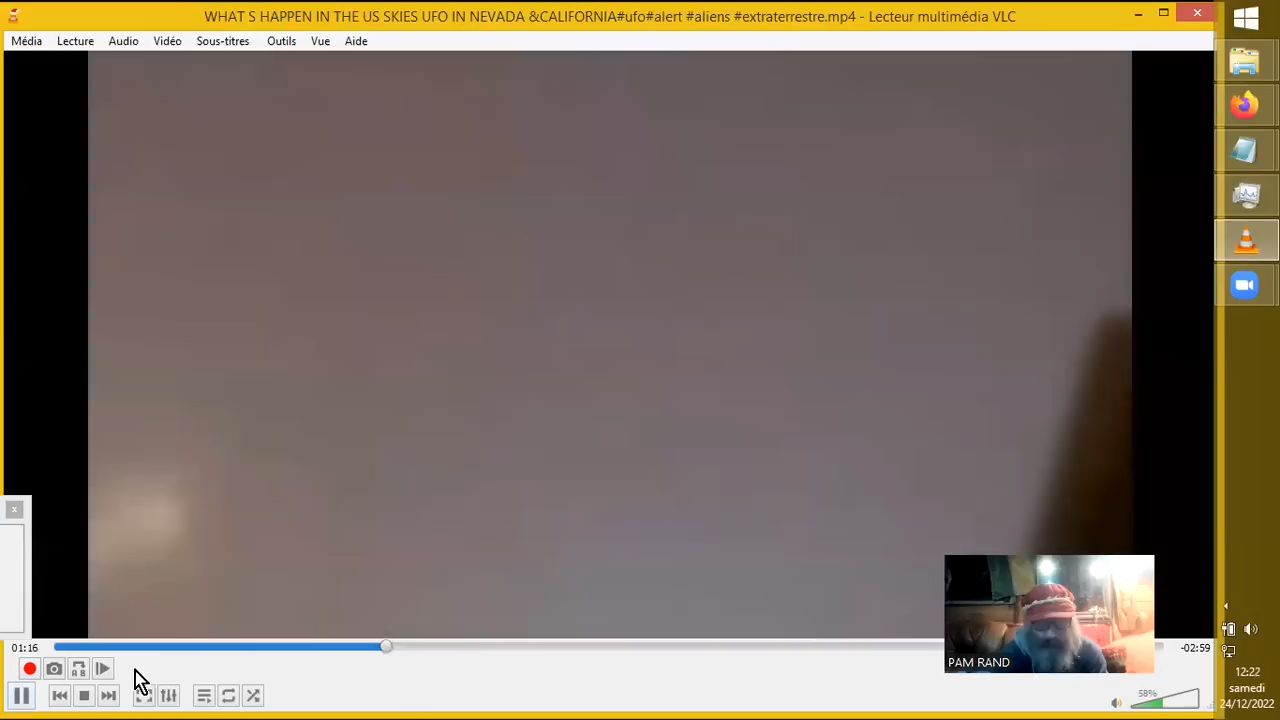 WHAT S HAPPEN IN THE US SKIES UFO IN NEVADA &CALIFORNIA#ufo#alert #aliens #extraterrestre.mp4 - Lecteur multimédia VLC
Média Lecture Audio Vidéo Sous-titres Outils Vue Aide
PAM RAND
01:16 -02:59
A B
58%
12:22
samedi
24/12/2022